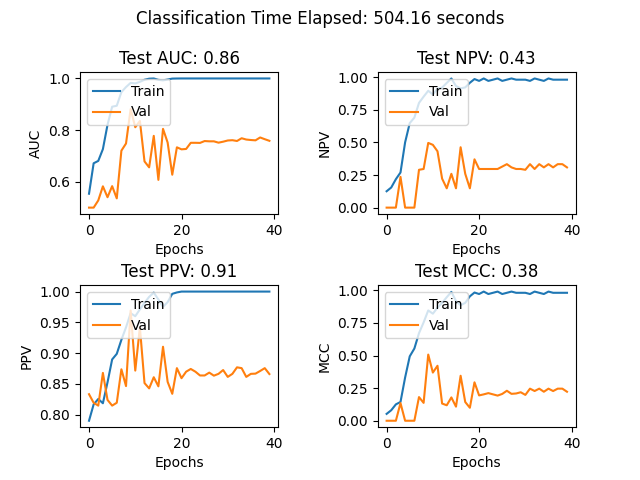 Classification Time Elapsed: 504.16 seconds
Test AUC: 0.86
AUC
1.0
0.8
0.6
Train
Val
0 20 40
Epochs
Test NPV: 0.43
NPV
1.00
0.75
0.50
0.25
0.00
Train
Val
0 20 40
Epochs
Test PPV: 0.91
PPV
1.00
0.95
0.90
0.85
0.80
Train
Val
0 20 40
Epochs
Test MCC: 0.38
MCC
1.00
0.75
0.50
0.25
0.00
Train
Val
0 20 40
Epochs